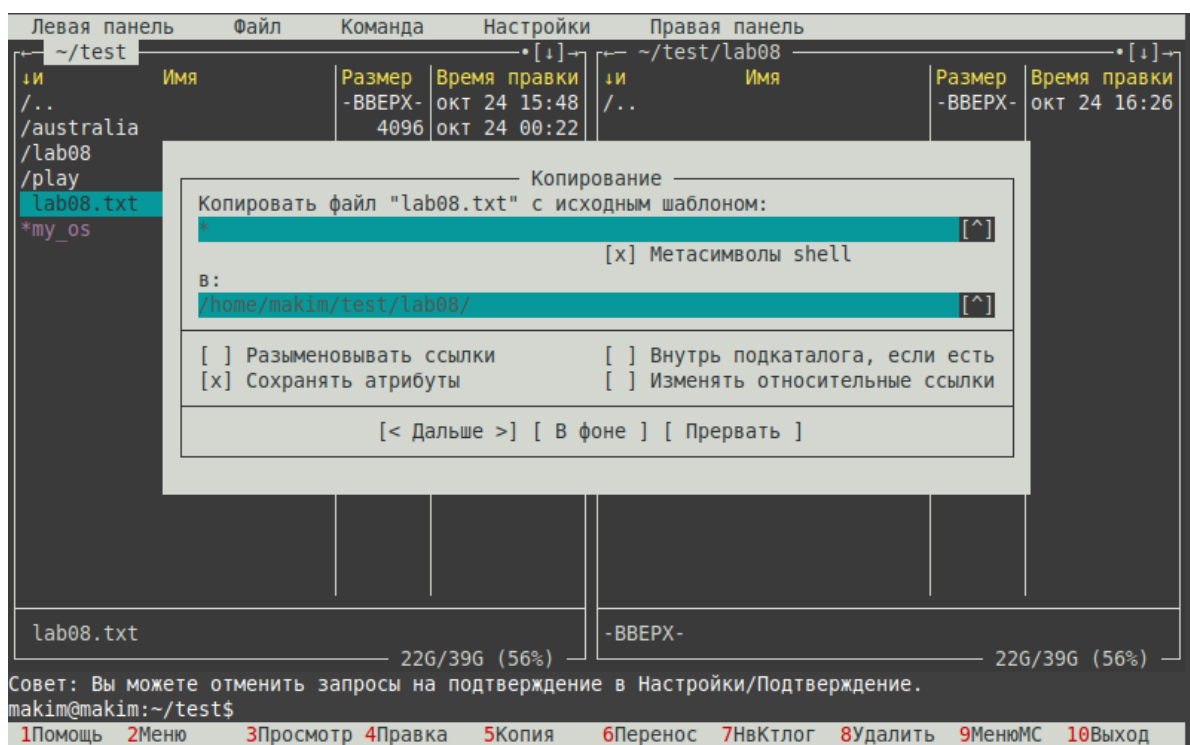 Левая панель Файл Команда Настройки Правая панель
←─ ~/test ─•[↓]→ ←─ ~/test/lab08 ─•[↓]→
↓и Имя Размер Время правки ↓и Имя Размер Время правки
/.. -ВВЕРХ- окт 24 15:48 /.. -ВВЕРХ- окт 24 16:26
/australia 4096 окт 24 00:22
/lab08
/play Копирование
lab08.txt Копировать файл "lab08.txt" с исходным шаблоном:
*my_os * [^]
[x] Метасимволы shell
в:
/home/makim/test/lab08/ [^]
[ ] Разыменовывать ссылки [ ] Внутрь подкаталога, если есть
[x] Сохранять атрибуты [ ] Изменять относительные ссылки
[< Дальше >] [ В фоне ] [ Прервать ]
lab08.txt -ВВЕРХ-
22G/39G (56%) 22G/39G (56%)
Совет: Вы можете отменить запросы на подтверждение в Настройки/Подтверждение.
makim@makim:~/test$
1Помощь 2Меню 3Просмотр 4Правка 5Копия 6Перенос 7НвКтлог 8Удалить 9МенюМС 10Выход